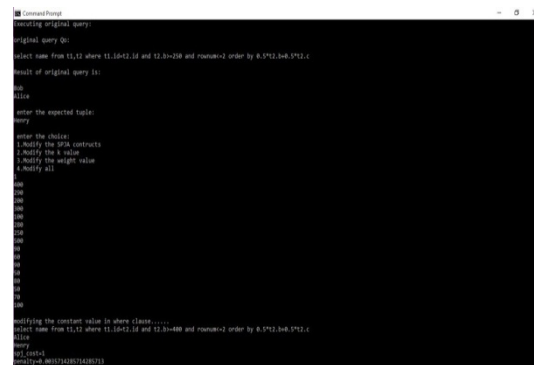 Command Prompt
Executing original query:
original query Qo:
select name from t1,t2 where t1.id=t2.id and t2.b>=250 and rownum<=2 order by 0.5*t2.b+0.5*t2.c
Result of original query is:
Bob
Alice
enter the expected tuple:
Henry
enter the choice:
1.Modify the SPJA contructs
2.Modify the k value
3.Modify the weight value
4.Modify all
1
400
290
200
300
100
280
250
500
90
60
90
50
80
50
70
100
modifying the constant value in where clause......
select name from t1,t2 where t1.id=t2.id and t2.b>=400 and rownum<=2 order by 0.5*t2.b+0.5*t2.c
Alice
Henry
spj_cost=1
penalty=0.0035714285714285713